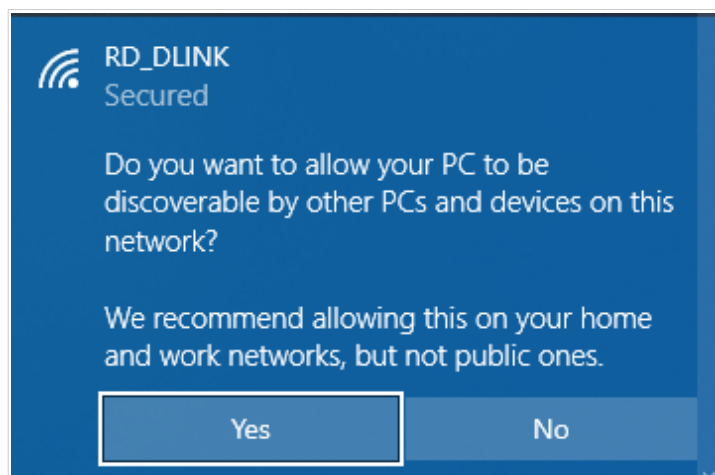 RD_DLINK
Secured
Do you want to allow your PC to be
discoverable by other PCs and devices on this
network?
We recommend allowing this on your home
and work networks, but not public ones.
Yes
No